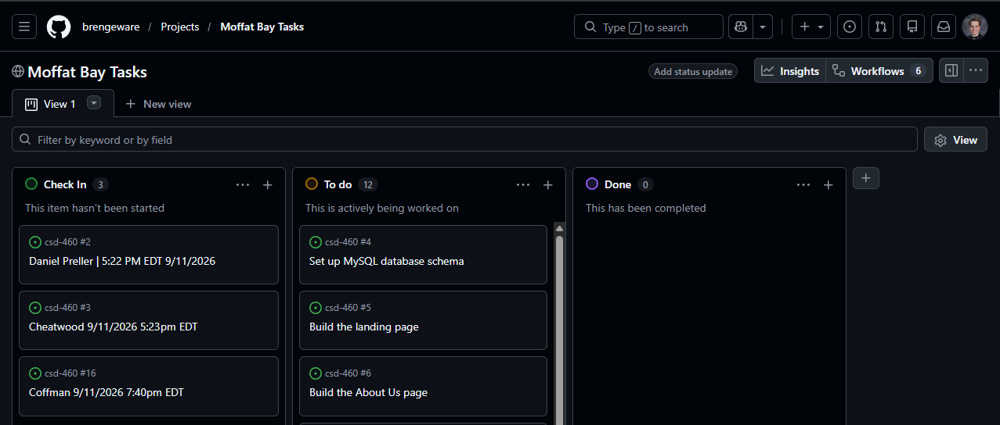 brengeware / Projects / Moffat Bay Tasks
Type / to search
Moffat Bay Tasks
Add status update
Insights
Workflows 6
View 1
New view
Filter by keyword or by field
View
Check In 3
This item hasn't been started
csd-460 #2
Daniel Preller | 5:22 PM EDT 9/11/2026
csd-460 #3
Cheatwood 9/11/2026 5:23pm EDT
csd-460 #16
Coffman 9/11/2026 7:40pm EDT
To do 12
This is actively being worked on
csd-460 #4
Set up MySQL database schema
csd-460 #5
Build the landing page
csd-460 #6
Build the About Us page
Done 0
This has been completed